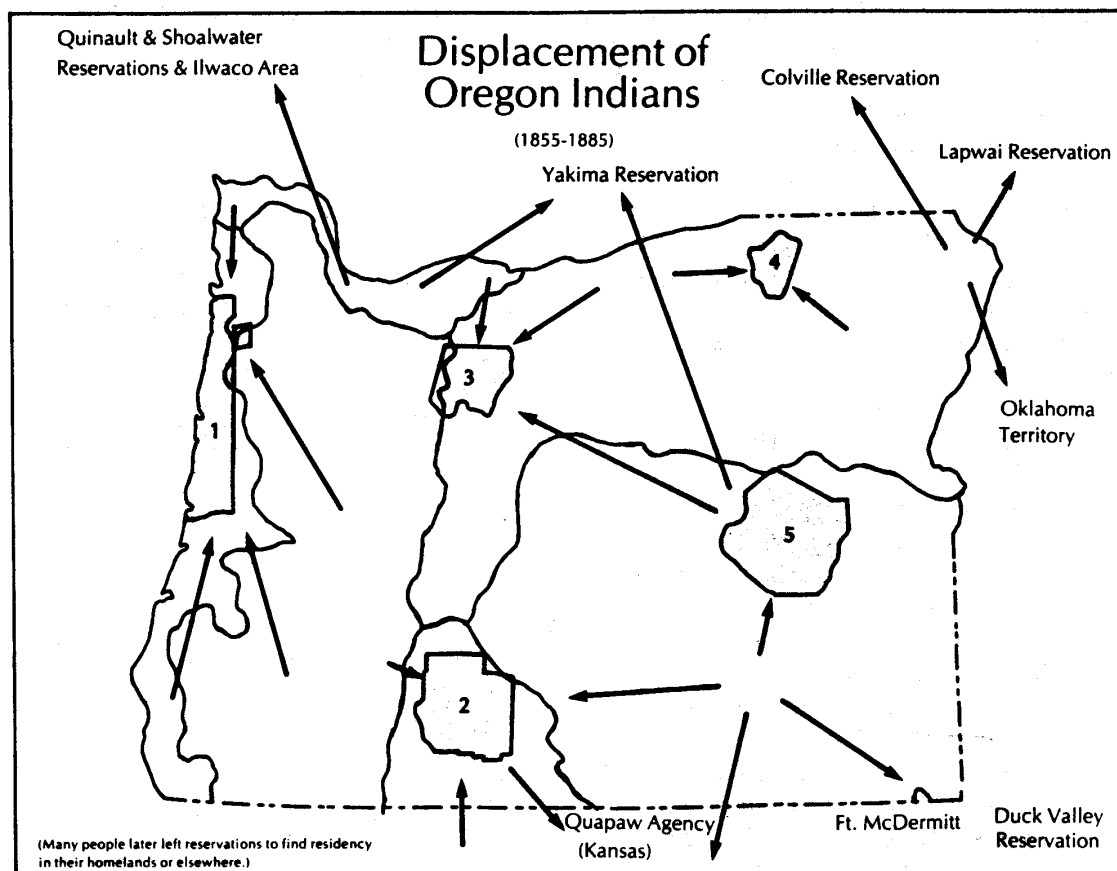 Quinault & Shoalwater
Reservations & Ilwaco Area
Displacement of
Oregon Indians
(1855-1885)
Colville Reservation
Lapwai Reservation
Yakima Reservation
4
3
1
Oklahoma
Territory
5
2
Quapaw Agency
(Kansas)
Ft. McDermitt
Duck Valley
Reservation
(Many people later left reservations to find residency
in their homelands or elsewhere.)